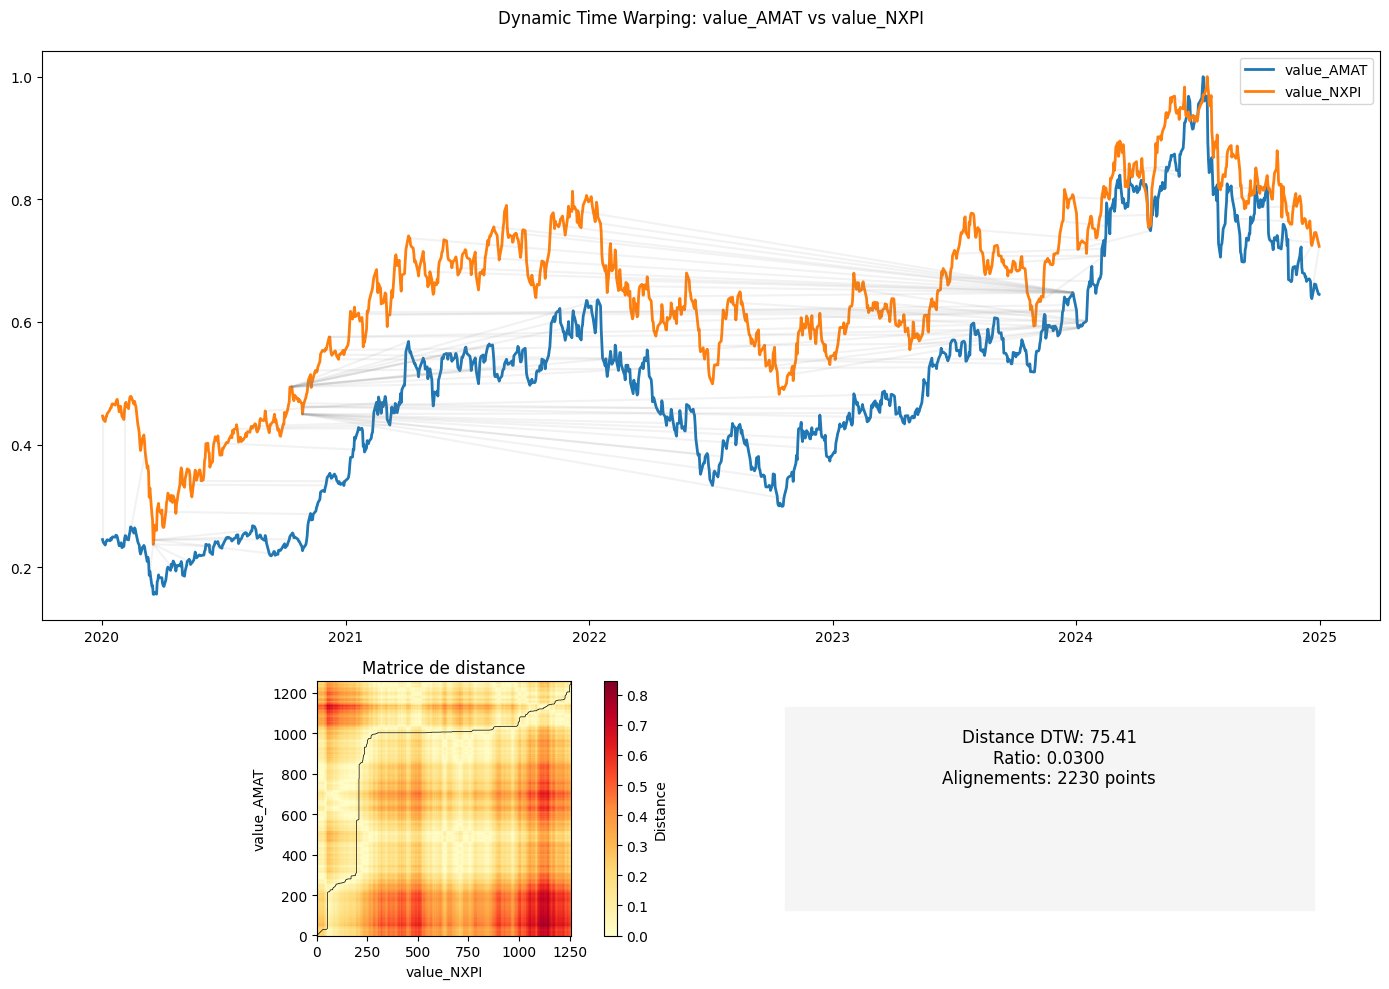 Dynamic Time Warping: value_AMAT vs value_NXPI
value_AMAT
value_NXPI
1.0
0.8
0.6
0.4
0.2
2020 2021 2022 2023 2024 2025
Matrice de distance
value_AMAT
1200
1000
800
600
400
200
0
0 250 500 750 1000 1250
value_NXPI
0.8
0.7
0.6
0.5
0.4
0.3
0.2
0.1
0.0
Distance
Distance DTW: 75.41
Ratio: 0.0300
Alignements: 2230 points